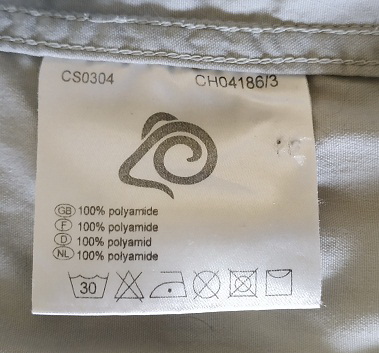 CS0304 CH04186/3
GB 100% polyamide
F 100% polyamide
D 100% polyamid
NL 100% polyamide
30